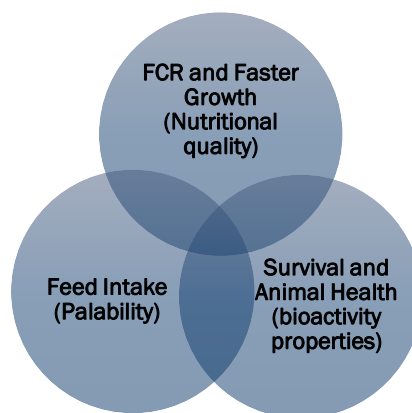 FCR and Faster
Growth
(Nutritional
quality)
Feed Intake
(Palability)
Survival and
Animal Health
(bioactivity
properties)